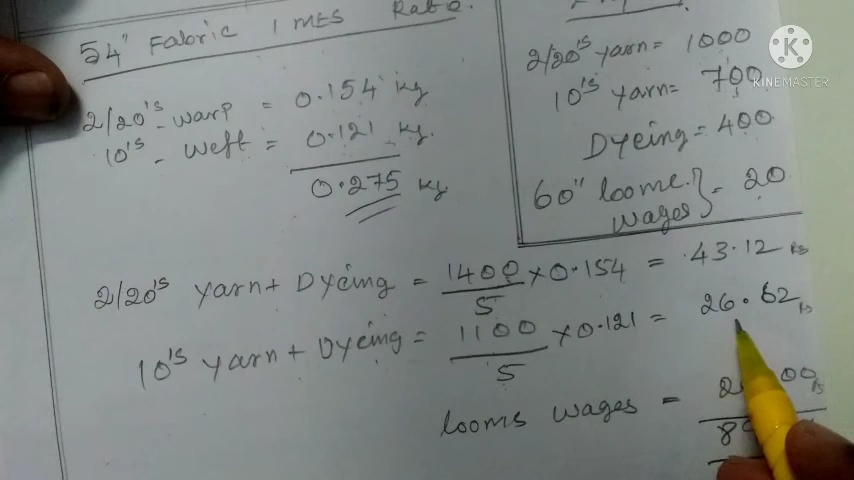 54" Fabric 1 MES Rate.
2/20's - warp = 0.154 kg
10's - Weft = 0.121 kg.
0.275 kg
2/20's yarn = 1000
10's yarn = 700
Dyeing = 400
60" looms wages} = 20
K
KINEMASTER
2/20's yarn + Dyeing = 1400/5 x 0.154 = 43.12 Rs
10's yarn + Dyeing = 1100/5 x 0.121 = 26.62 Rs
looms wages =